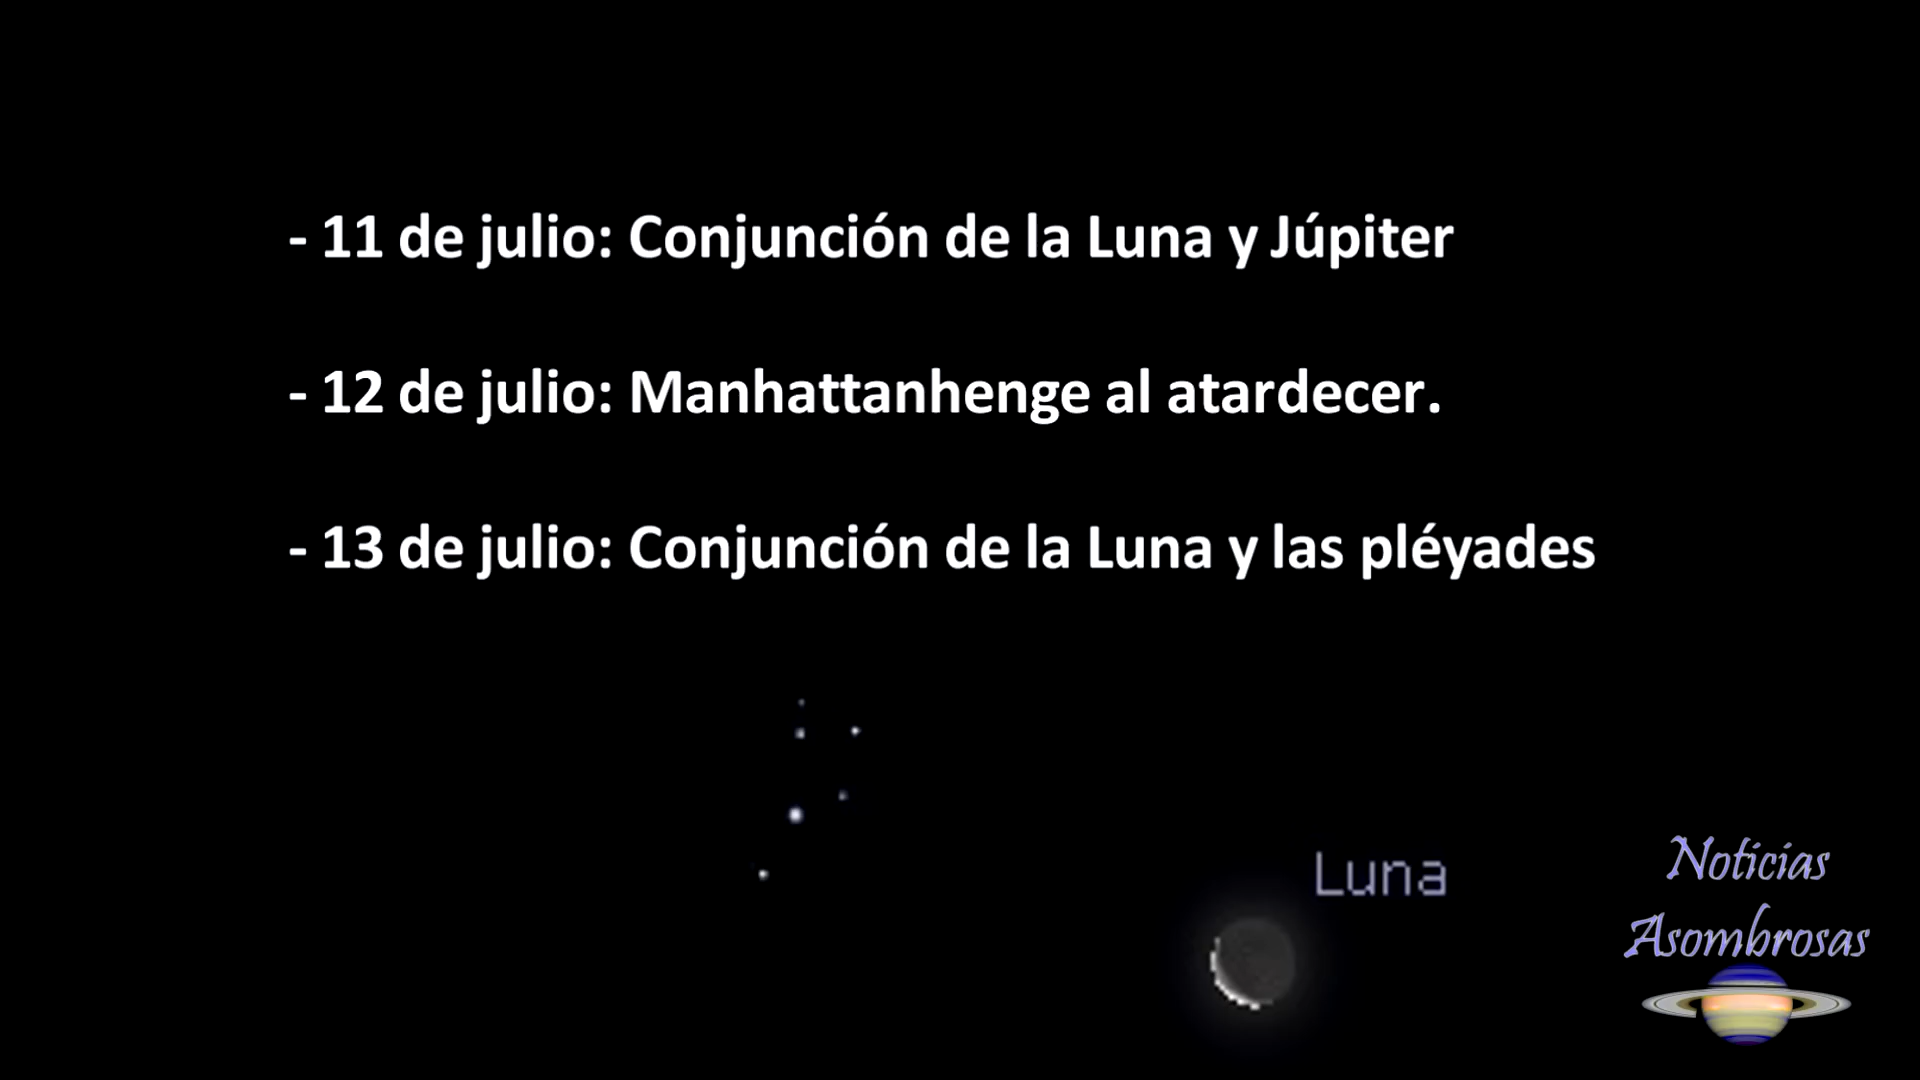 - 11 de julio: Conjunción de la Luna y Júpiter
- 12 de julio: Manhattanhenge al atardecer.
- 13 de julio: Conjunción de la Luna y las pléyades
Luna
Noticias
Asombrosas